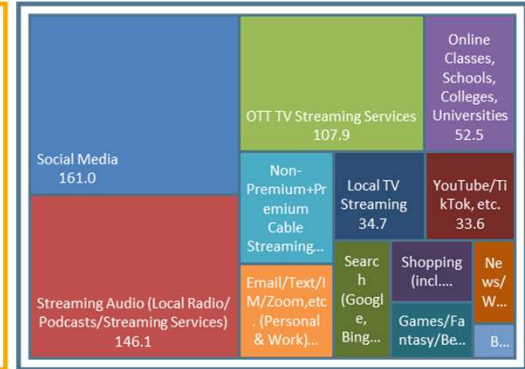 Social Media
161.0
Streaming Audio (Local Radio/
Podcasts/Streaming Services)
146.1
OTT TV Streaming Services
107.9
Online
Classes,
Schools,
Colleges,
Universities
52.5
Non-
Premium+Pr
emium
Cable
Streaming...
Local TV
Streaming
34.7
YouTube/Ti
kTok, etc.
33.6
Email/Text/I
M/Zoom,etc
. (Personal
& Work)...
Searc
h
(Googl
e,
Bing...
Shopping
(incl....
Games/Fa
ntasy/Be...
Ne
ws/
W...
B...